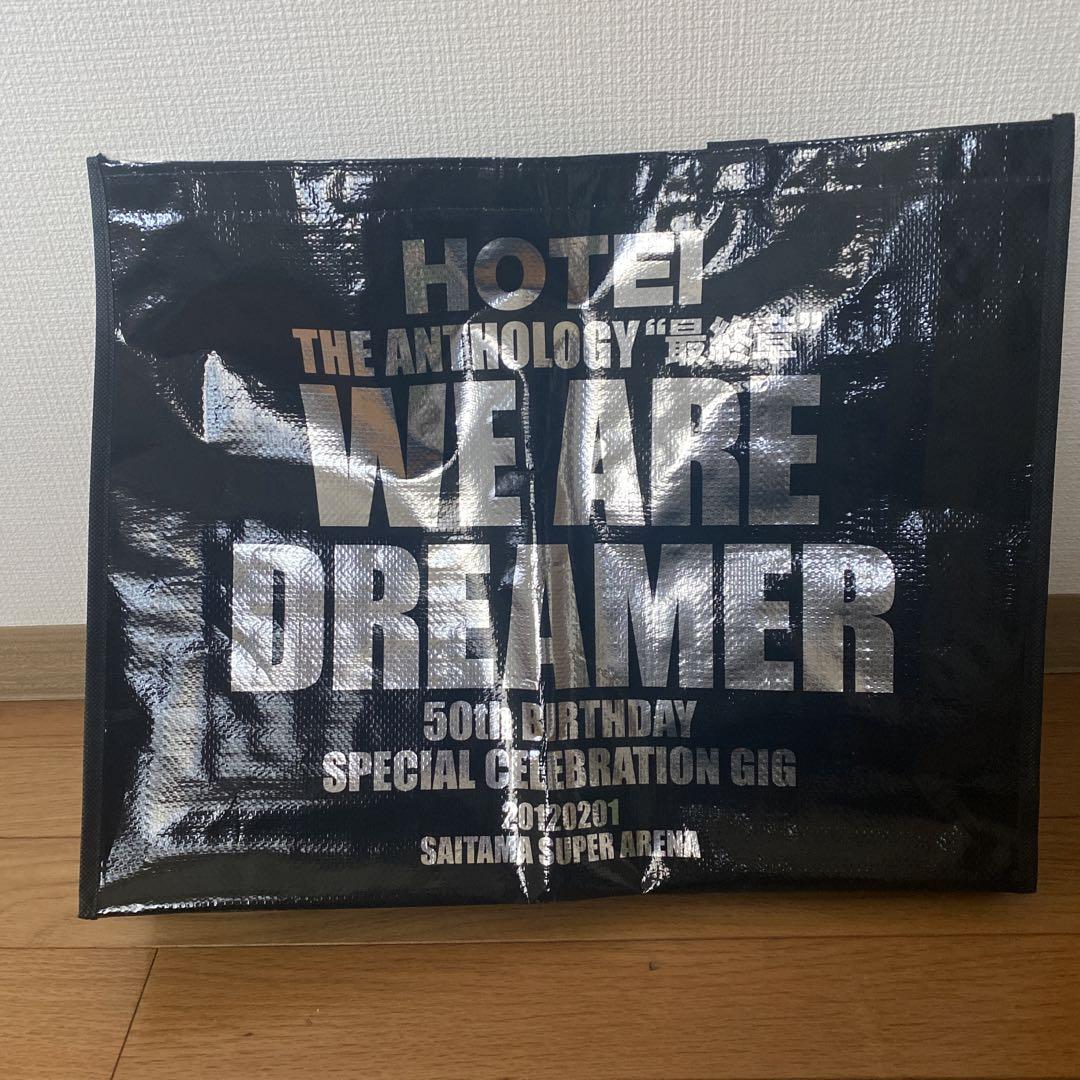 HOTEI
THE ANTHOLOGY “最終章”
WE ARE
DREAMER
50th BIRTHDAY
SPECIAL CELEBRATION GIG
20120201
SAITAMA SUPER ARENA